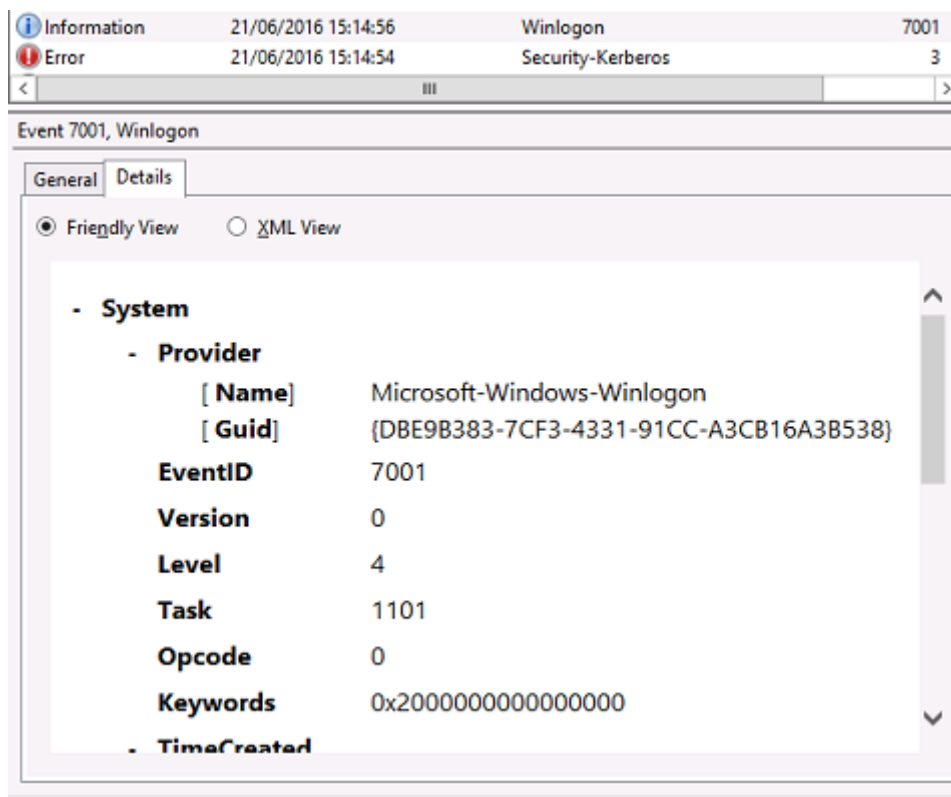 Information 21/06/2016 15:14:56 Winlogon 7001
Error 21/06/2016 15:14:54 Security-Kerberos 3
Event 7001, Winlogon
General Details
Friendly View XML View
- System
- Provider
[ Name] Microsoft-Windows-Winlogon
[ Guid] {DBE9B383-7CF3-4331-91CC-A3CB16A3B538}
EventID 7001
Version 0
Level 4
Task 1101
Opcode 0
Keywords 0x2000000000000000
- TimeCreated